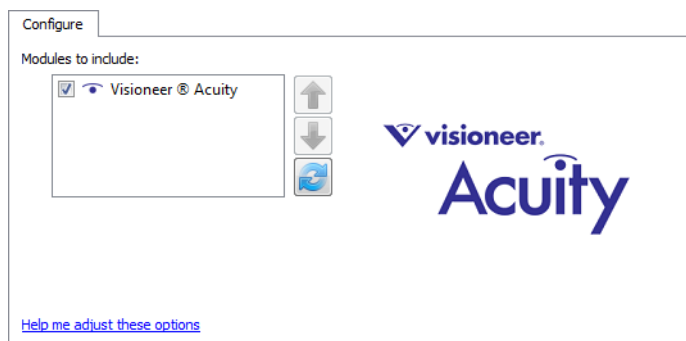 Configure
Modules to include:
Visioneer ® Acuity
visioneer.
Acuity
Help me adjust these options